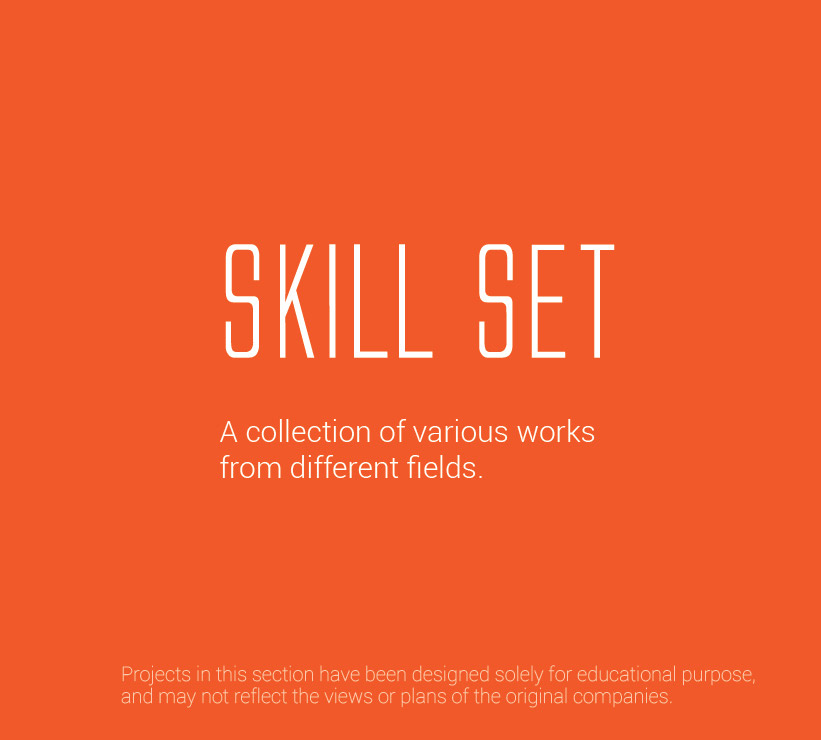 SKILL SET
A collection of various works
from different fields.
Projects in this section have been designed solely for educational purpose,
and may not reflect the views or plans of the original companies.